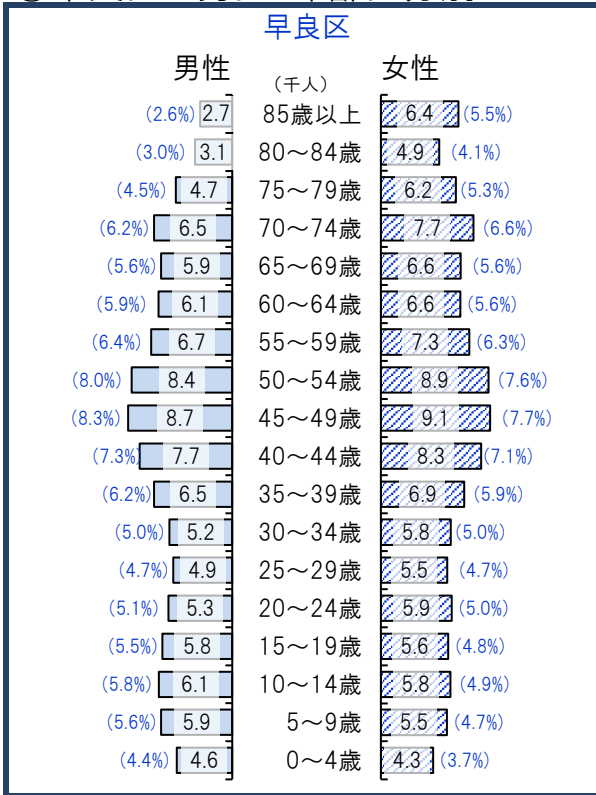 早良区
男性 (千人) 女性
(2.6%) 2.7 85歳以上 6.4 (5.5%)
(3.0%) 3.1 80～84歳 4.9 (4.1%)
(4.5%) 4.7 75～79歳 6.2 (5.3%)
(6.2%) 6.5 70～74歳 7.7 (6.6%)
(5.6%) 5.9 65～69歳 6.6 (5.6%)
(5.9%) 6.1 60～64歳 6.6 (5.6%)
(6.4%) 6.7 55～59歳 7.3 (6.3%)
(8.0%) 8.4 50～54歳 8.9 (7.6%)
(8.3%) 8.7 45～49歳 9.1 (7.7%)
(7.3%) 7.7 40～44歳 8.3 (7.1%)
(6.2%) 6.5 35～39歳 6.9 (5.9%)
(5.0%) 5.2 30～34歳 5.8 (5.0%)
(4.7%) 4.9 25～29歳 5.5 (4.7%)
(5.1%) 5.3 20～24歳 5.9 (5.0%)
(5.5%) 5.8 15～19歳 5.6 (4.8%)
(5.8%) 6.1 10～14歳 5.8 (4.9%)
(5.6%) 5.9 5～9歳 5.5 (4.7%)
(4.4%) 4.6 0～4歳 4.3 (3.7%)